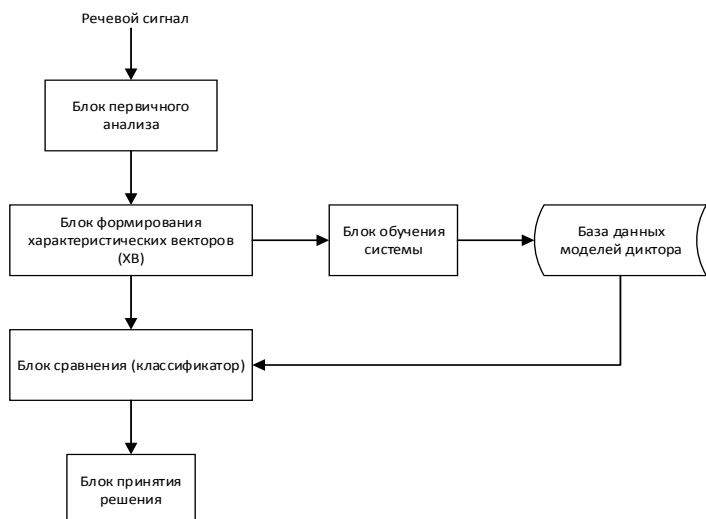 Речевой сигнал
Блок первичного
анализа
Блок формирования
характеристических векторов
(ХВ)
Блок обучения
системы
База данных
моделей диктора
Блок сравнения (классификатор)
Блок принятия
решения